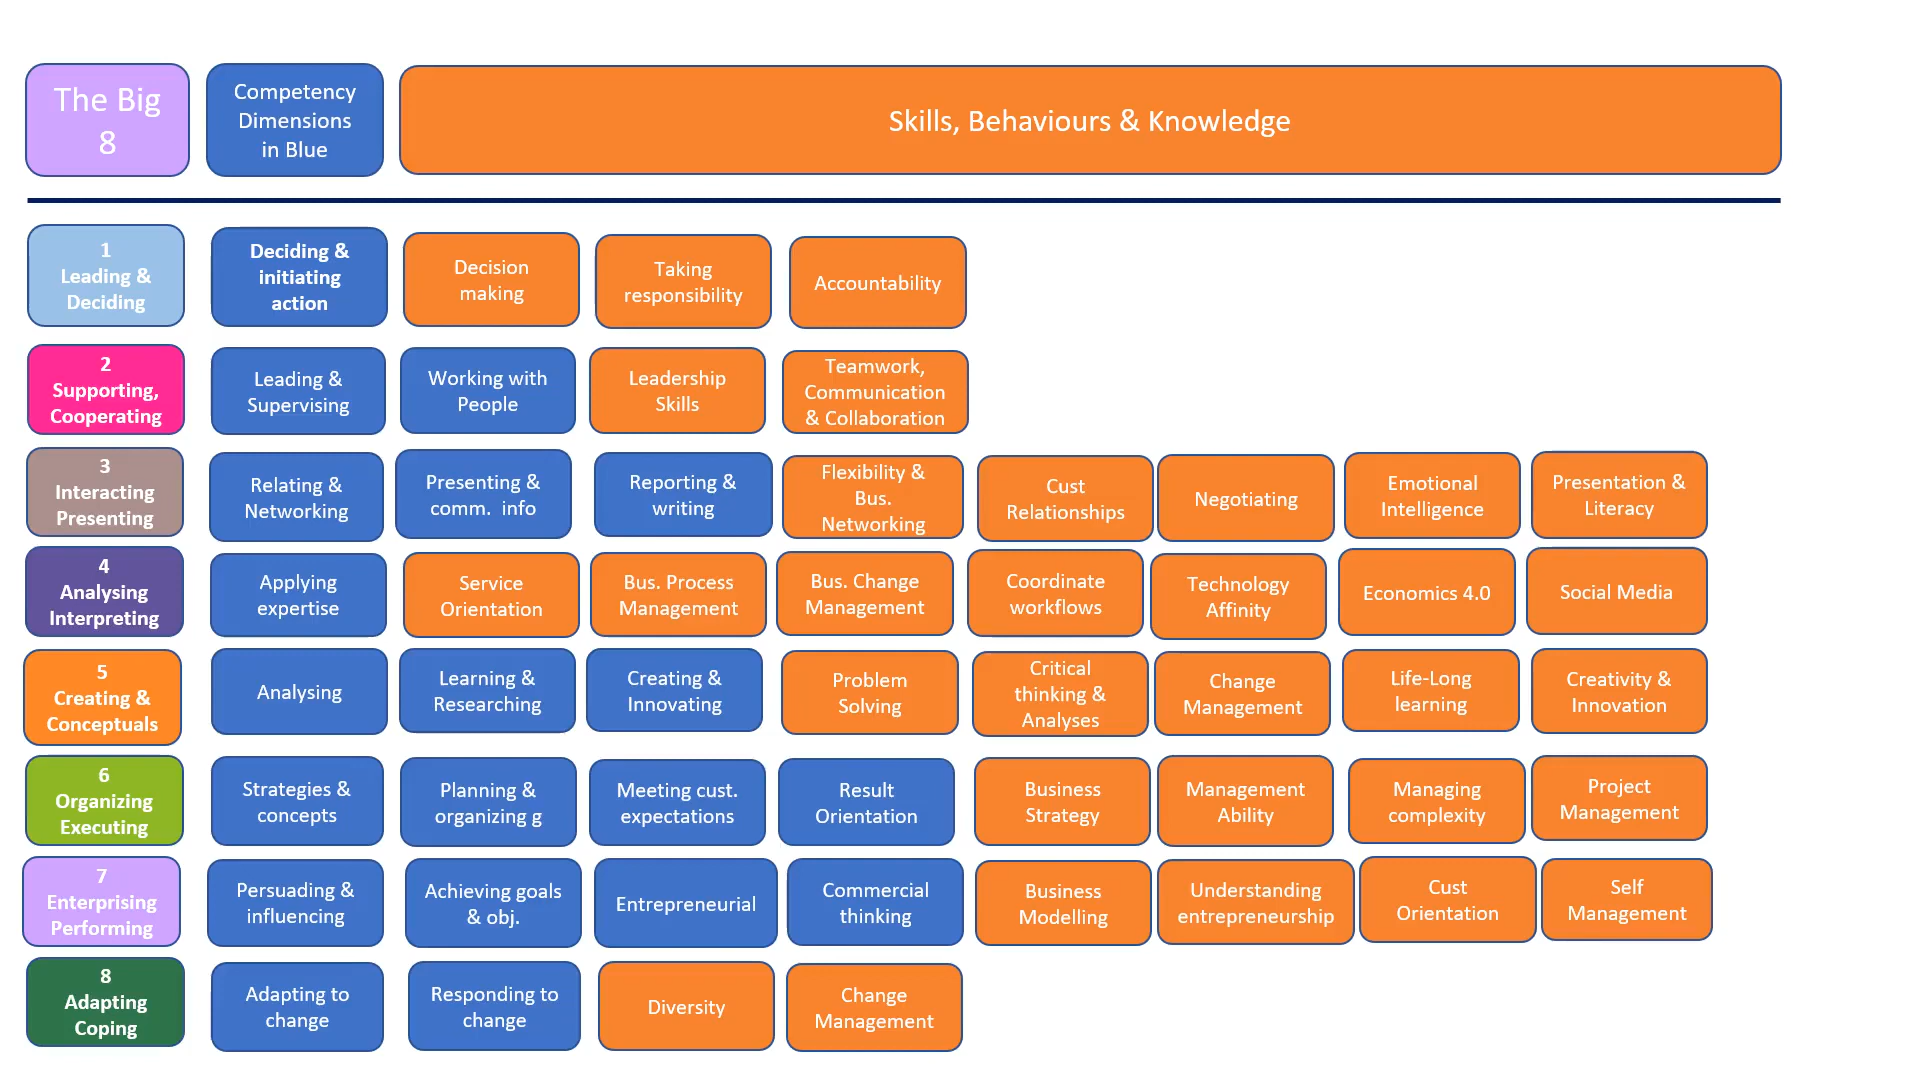 The Big
8
Competency
Dimensions
in Blue
Skills, Behaviours & Knowledge
1
Leading &
Deciding
Deciding &
initiating
action
Decision
making
Taking
responsibility
Accountability
2
Supporting,
Cooperating
Leading &
Supervising
Working with
People
Leadership
Skills
Teamwork,
Communication
& Collaboration
3
Interacting
Presenting
Relating &
Networking
Presenting &
comm.  info
Reporting &
writing
Flexibility &
Bus.
Networking
Cust
Relationships
Negotiating
Emotional
Intelligence
Presentation &
Literacy
4
Analysing
Interpreting
Applying
expertise
Service
Orientation
Bus. Process
Management
Bus. Change
Management
Coordinate
workflows
Technology
Affinity
Economics 4.0
Social Media
5
Creating &
Conceptuals
Analysing
Learning &
Researching
Creating &
Innovating
Problem
Solving
Critical
thinking &
Analyses
Change
Management
Life-Long
learning
Creativity &
Innovation
6
Organizing
Executing
Strategies &
concepts
Planning &
organizing g
Meeting cust.
expectations
Result
Orientation
Business
Strategy
Management
Ability
Managing
complexity
Project
Management
7
Enterprising
Performing
Persuading &
influencing
Achieving goals
& obj.
Entrepreneurial
Commercial
thinking
Business
Modelling
Understanding
entrepreneurship
Cust
Orientation
Self
Management
8
Adapting
Coping
Adapting to
change
Responding to
change
Diversity
Change
Management